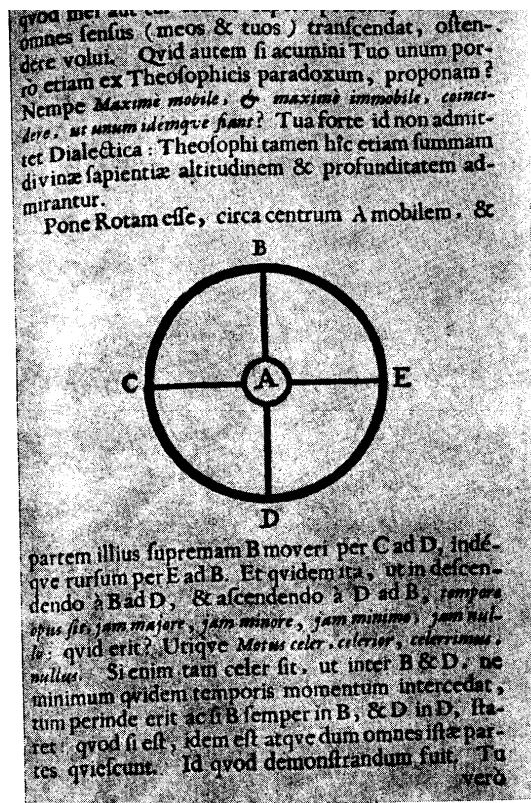 omnes ſenſus (meos & tuos) tranſcendat, oſten-
dere volui. Qvid autem ſi acumini Tuo unum por-
ro etiam ex Theoſophicis paradoxum, proponam?
Nempe Maximè mobile, & maximè immobile, coinci-
dere, ut unum idemqve fiant? Tua forte id non admit-
tet Dialectica: Theoſophi tamen hîc etiam ſummam
divinæ ſapientiæ altitudinem & profunditatem ad-
mirantur.
Pone Rotam eſſe, circa centrum A mobilem, &
B
C A E
D
partem illius ſupremam B moveri per C ad D, indé-
qve rurſum per E ad B. Et qvidem ita, ut in deſcen-
dendo à B ad D, & aſcendendo à D ad B, tempore
opus ſit, jam majore, jam minore, jam minimo, jam nul-
lo: qvid erit? Utiqve Motus celer, celerior, celerrimus,
nullus. Si enim tam celer ſit, ut inter B & D, ne
minimum qvidem temporis momentum intercedat,
tum perinde erit ac ſi B ſemper in B, & D in D, ſta-
ret: qvod ſi eſt, idem eſt atqve dum omnes iſtæ par-
tes qvieſcunt. Id qvod demonſtrandum fuit. Tu
verò